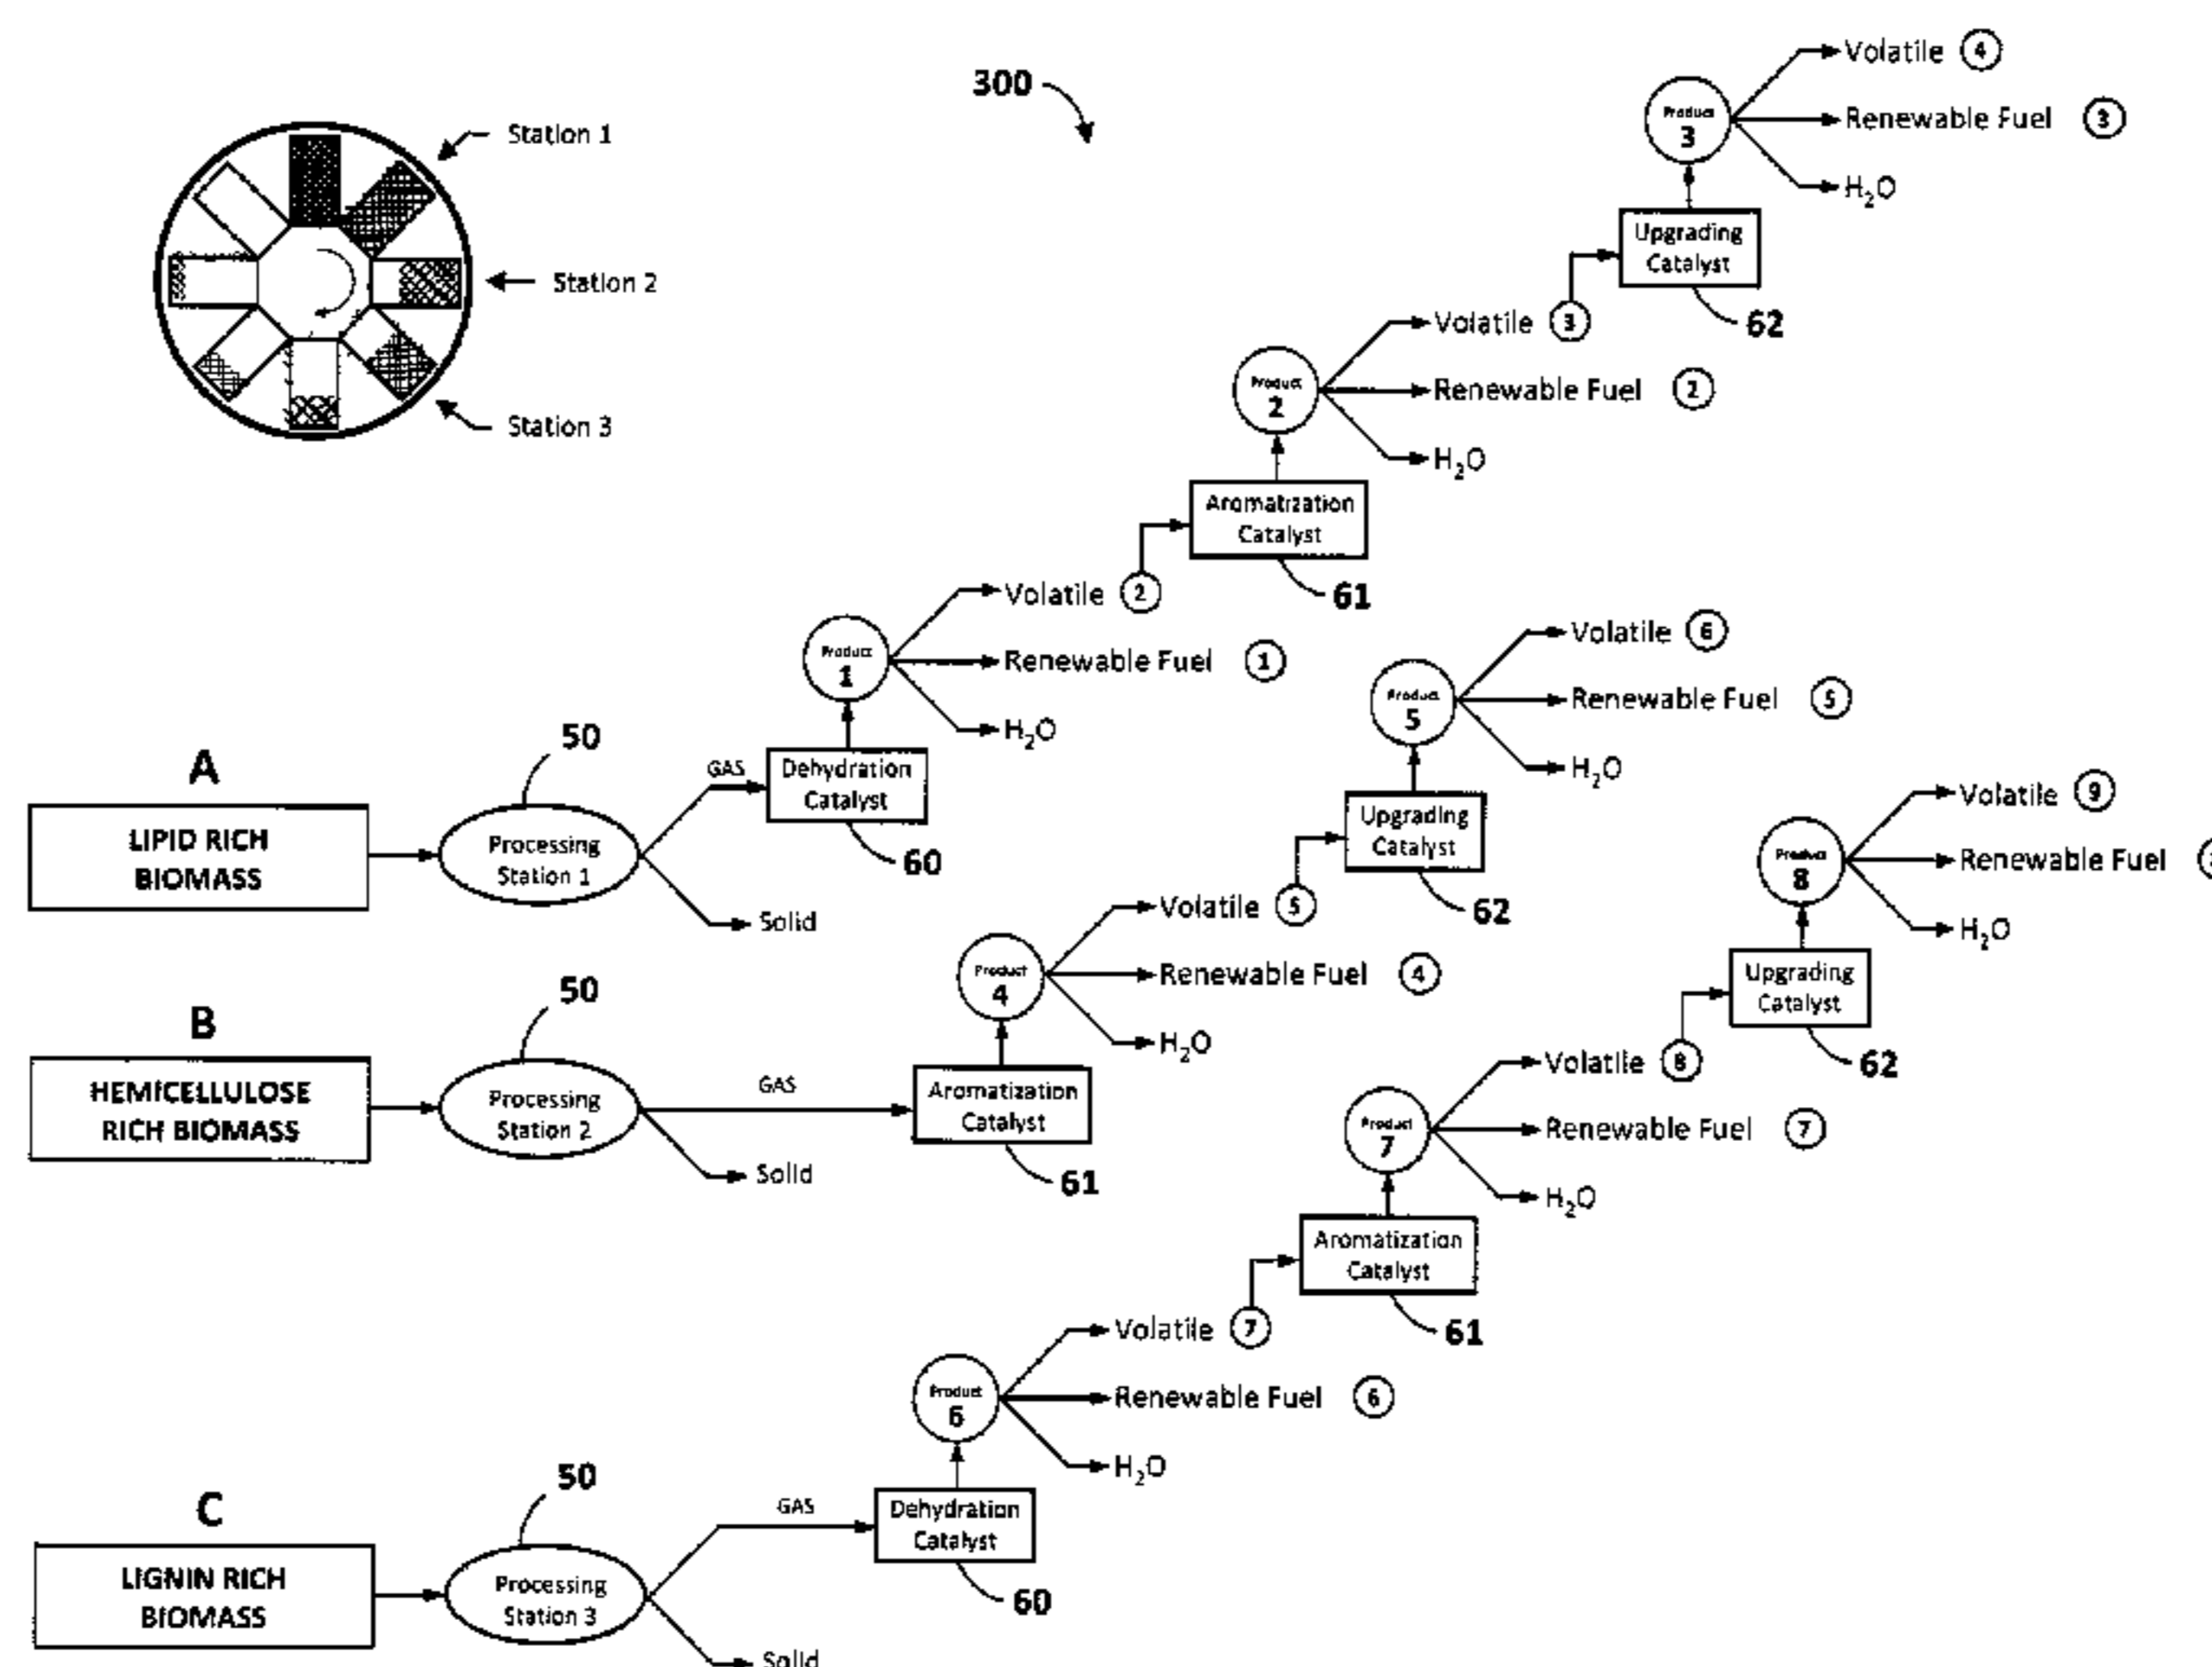 300
Station 1
Station 2
Station 3
Volatile 4
Product 3
Renewable Fuel 3
H2O
Upgrading
Catalyst
62
Volatile 3
Product 2
Renewable Fuel 2
H2O
Aromatization
Catalyst
61
Volatile 2
Product 1
Renewable Fuel 1
H2O
A
50
GAS
Dehydration
Catalyst
60
LIPID RICH
BIOMASS
Processing
Station 1
Solid
Volatile 6
Product 5
Renewable Fuel 5
H2O
Upgrading
Catalyst
62
Volatile 5
Product 4
Renewable Fuel 4
H2O
B
50
GAS
Aromatization
Catalyst
61
HEMICELLULOSE
RICH BIOMASS
Processing
Station 2
Solid
Volatile 9
Product 8
Renewable Fuel
H2O
Upgrading
Catalyst
62
Volatile 8
Product 7
Renewable Fuel 7
H2O
Aromatization
Catalyst
61
Volatile 7
Product 6
Renewable Fuel 6
H2O
C
50
GAS
Dehydration
Catalyst
60
LIGNIN RICH
BIOMASS
Processing
Station 3
Solid